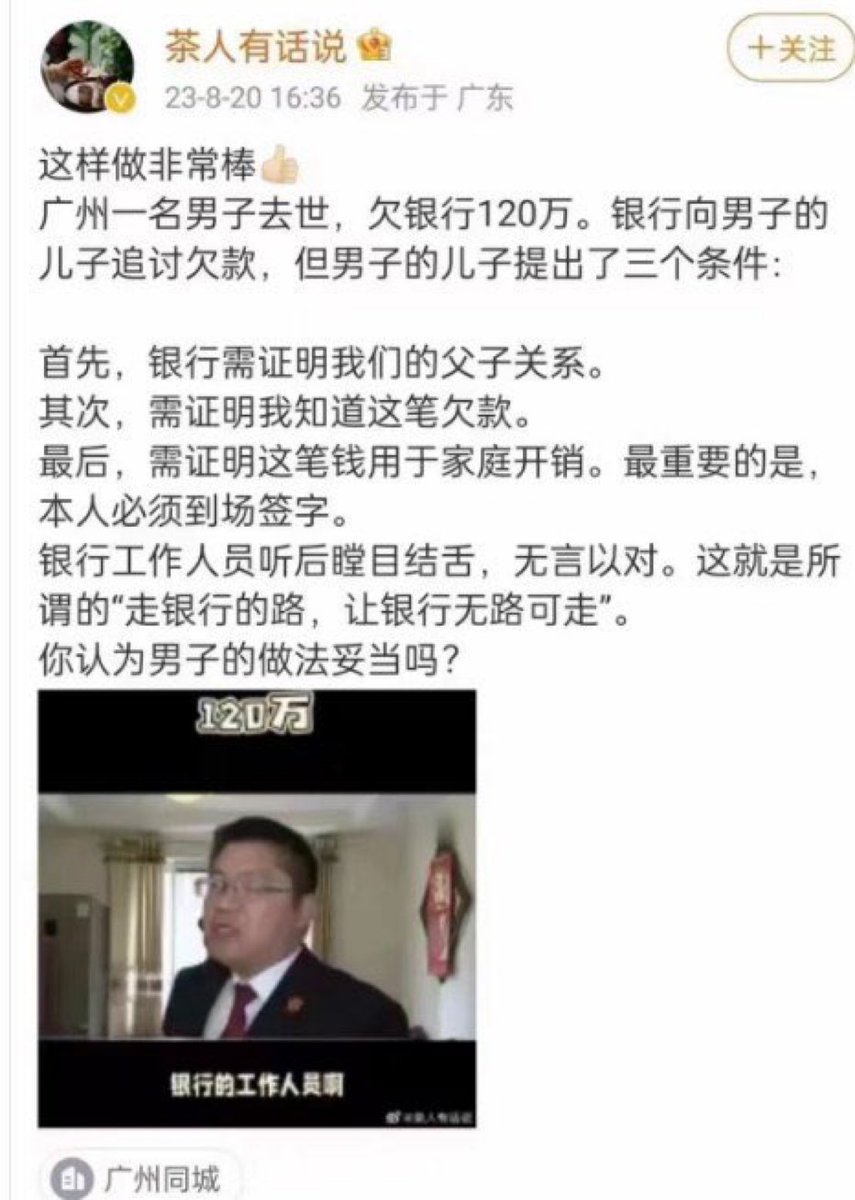 茶人有话说
+关注
23-8-20 16:36 发布于 广东
这样做非常棒👍🏻
广州一名男子去世，欠银行120万。银行向男子的
儿子追讨欠款，但男子的儿子提出了三个条件：
首先，银行需证明我们的父子关系。
其次，需证明我知道这笔欠款。
最后，需证明这笔钱用于家庭开销。最重要的是，
本人必须到场签字。
银行工作人员听后瞠目结舌，无言以对。这就是所
谓的“走银行的路，让银行无路可走”。
你认为男子的做法妥当吗？
120万
银行的工作人员啊
@茶人有话说
广州同城